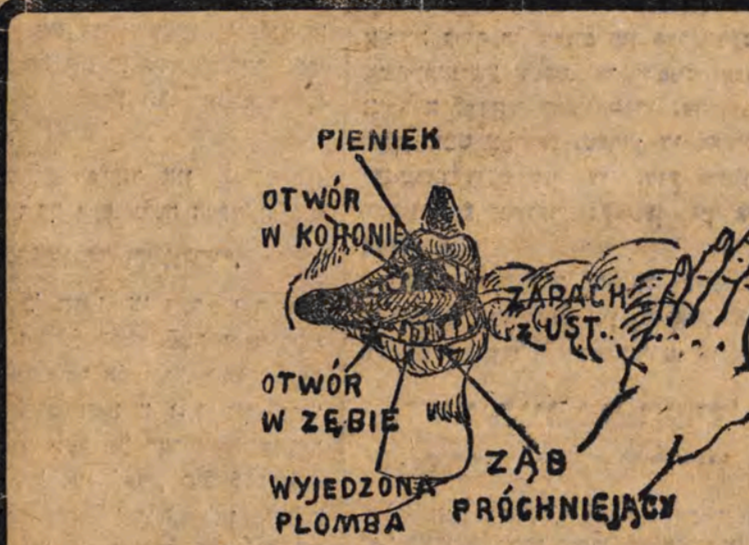 PIENIEK
OTWÓR
W KORONIE
ZAPACH
Z UST.
OTWÓR
W ZĘBIE
ZĄB
PRÓCHNIEJĄCY
WYJEDZONA
PLOMBA